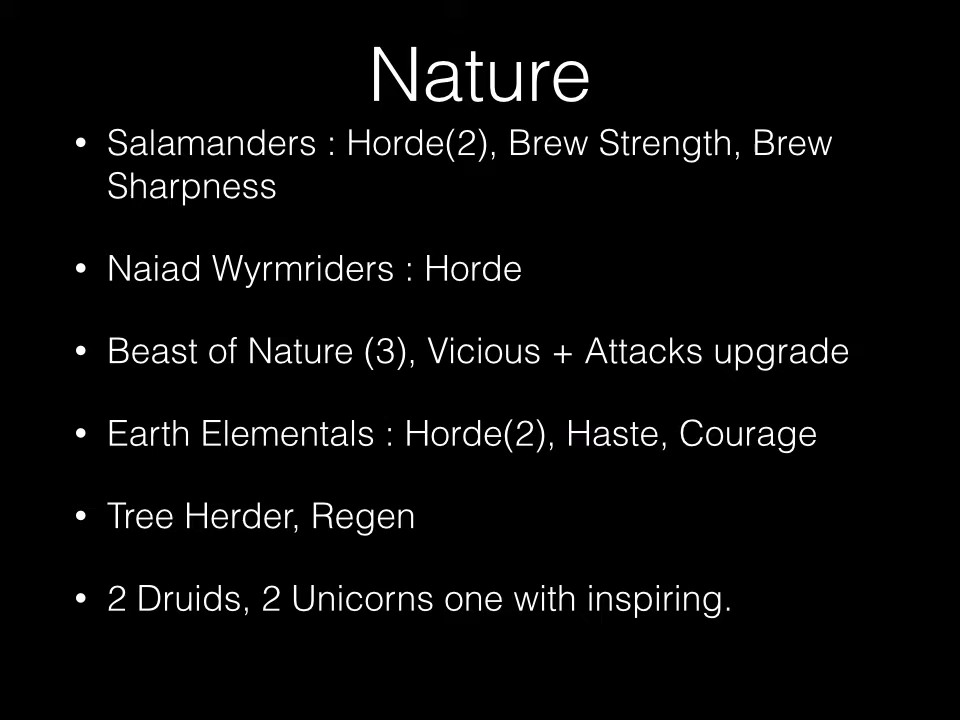 Nature
• Salamanders : Horde(2), Brew Strength, Brew
Sharpness
• Naiad Wyrmriders : Horde
• Beast of Nature (3), Vicious + Attacks upgrade
• Earth Elementals : Horde(2), Haste, Courage
• Tree Herder, Regen
• 2 Druids, 2 Unicorns one with inspiring.